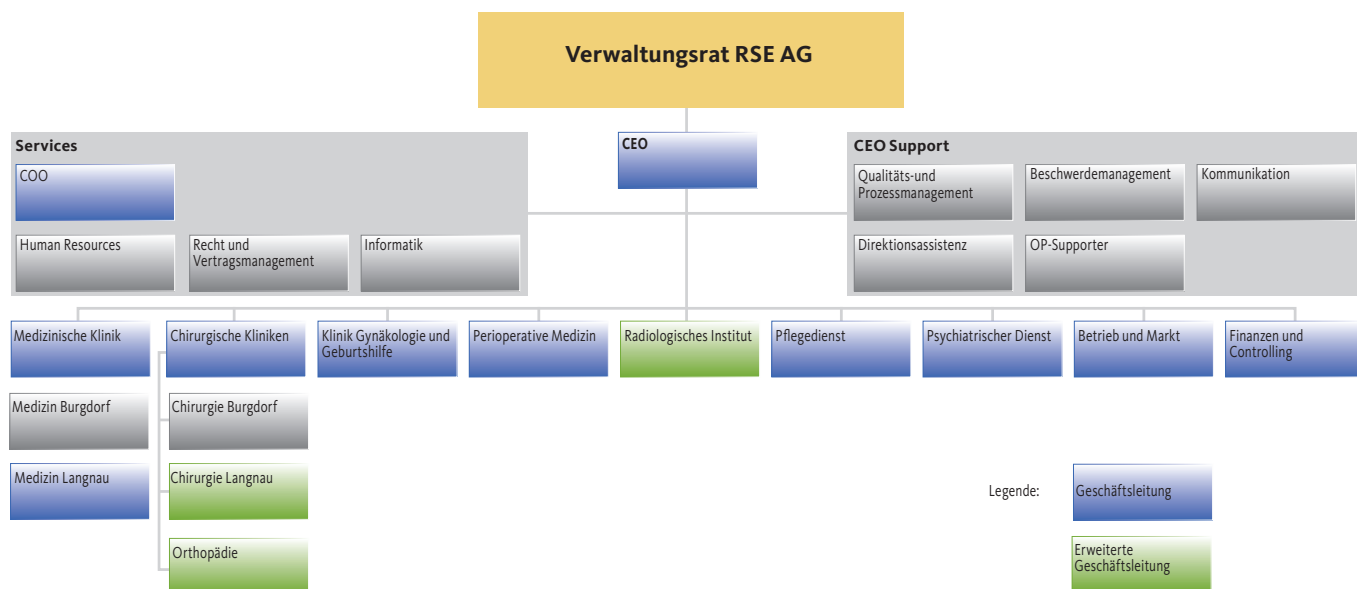 Verwaltungsrat RSE AG
Services
CEO
CEO Support
COO
Qualitäts-und
Prozessmanagement
Beschwerdemanagement
Kommunikation
Human Resources
Recht und
Vertragsmanagement
Informatik
Direktionsassistenz
OP-Supporter
Medizinische Klinik
Chirurgische Kliniken
Klinik Gynäkologie und
Geburtshilfe
Perioperative Medizin
Radiologisches Institut
Pflegedienst
Psychiatrischer Dienst
Betrieb und Markt
Finanzen und
Controlling
Medizin Burgdorf
Chirurgie Burgdorf
Medizin Langnau
Chirurgie Langnau
Orthopädie
Legende:
Geschäftsleitung
Erweiterte
Geschäftsleitung